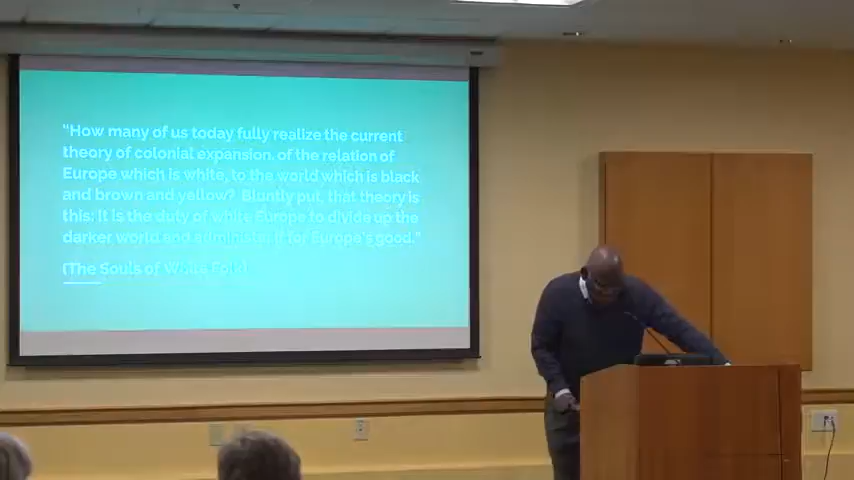 "How many of us today fully realize the current
theory of colonial expansion, of the relation of
Europe which is white, to the world which is black
and brown and yellow? Bluntly put, that theory is
this: It is the duty of white Europe to divide up the
darker world and administer it for Europe's good."
(The Souls of White Folk)